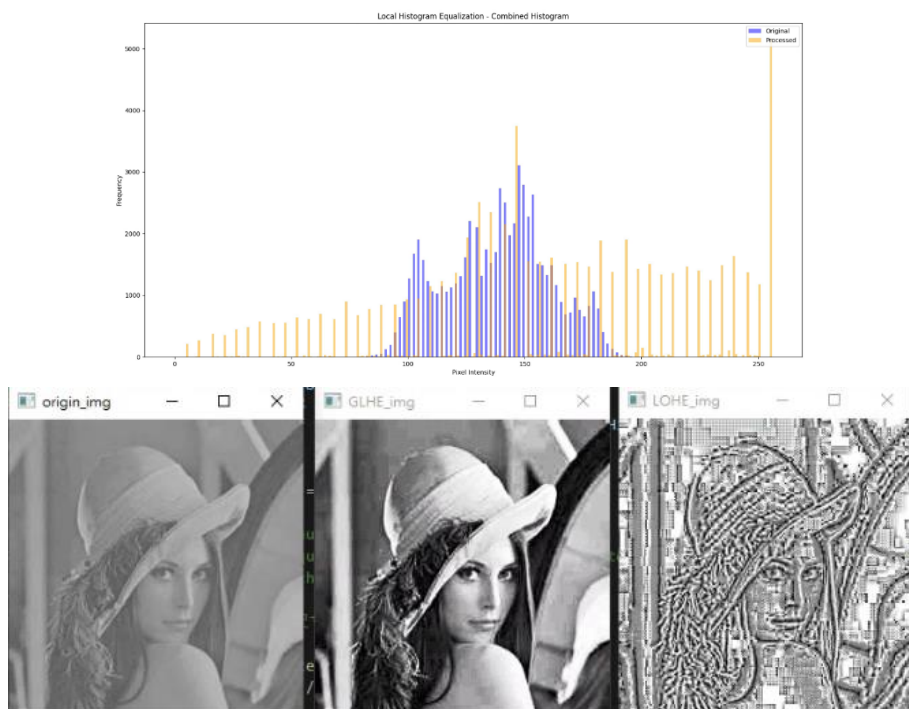 Local Histogram Equalization - Combined Histogram
Original
Processed
Frequency
5000
4000
3000
2000
1000
0
0 50 100 150 200 250
Pixel Intensity
origin_img
GLHE_img
LOHE_img